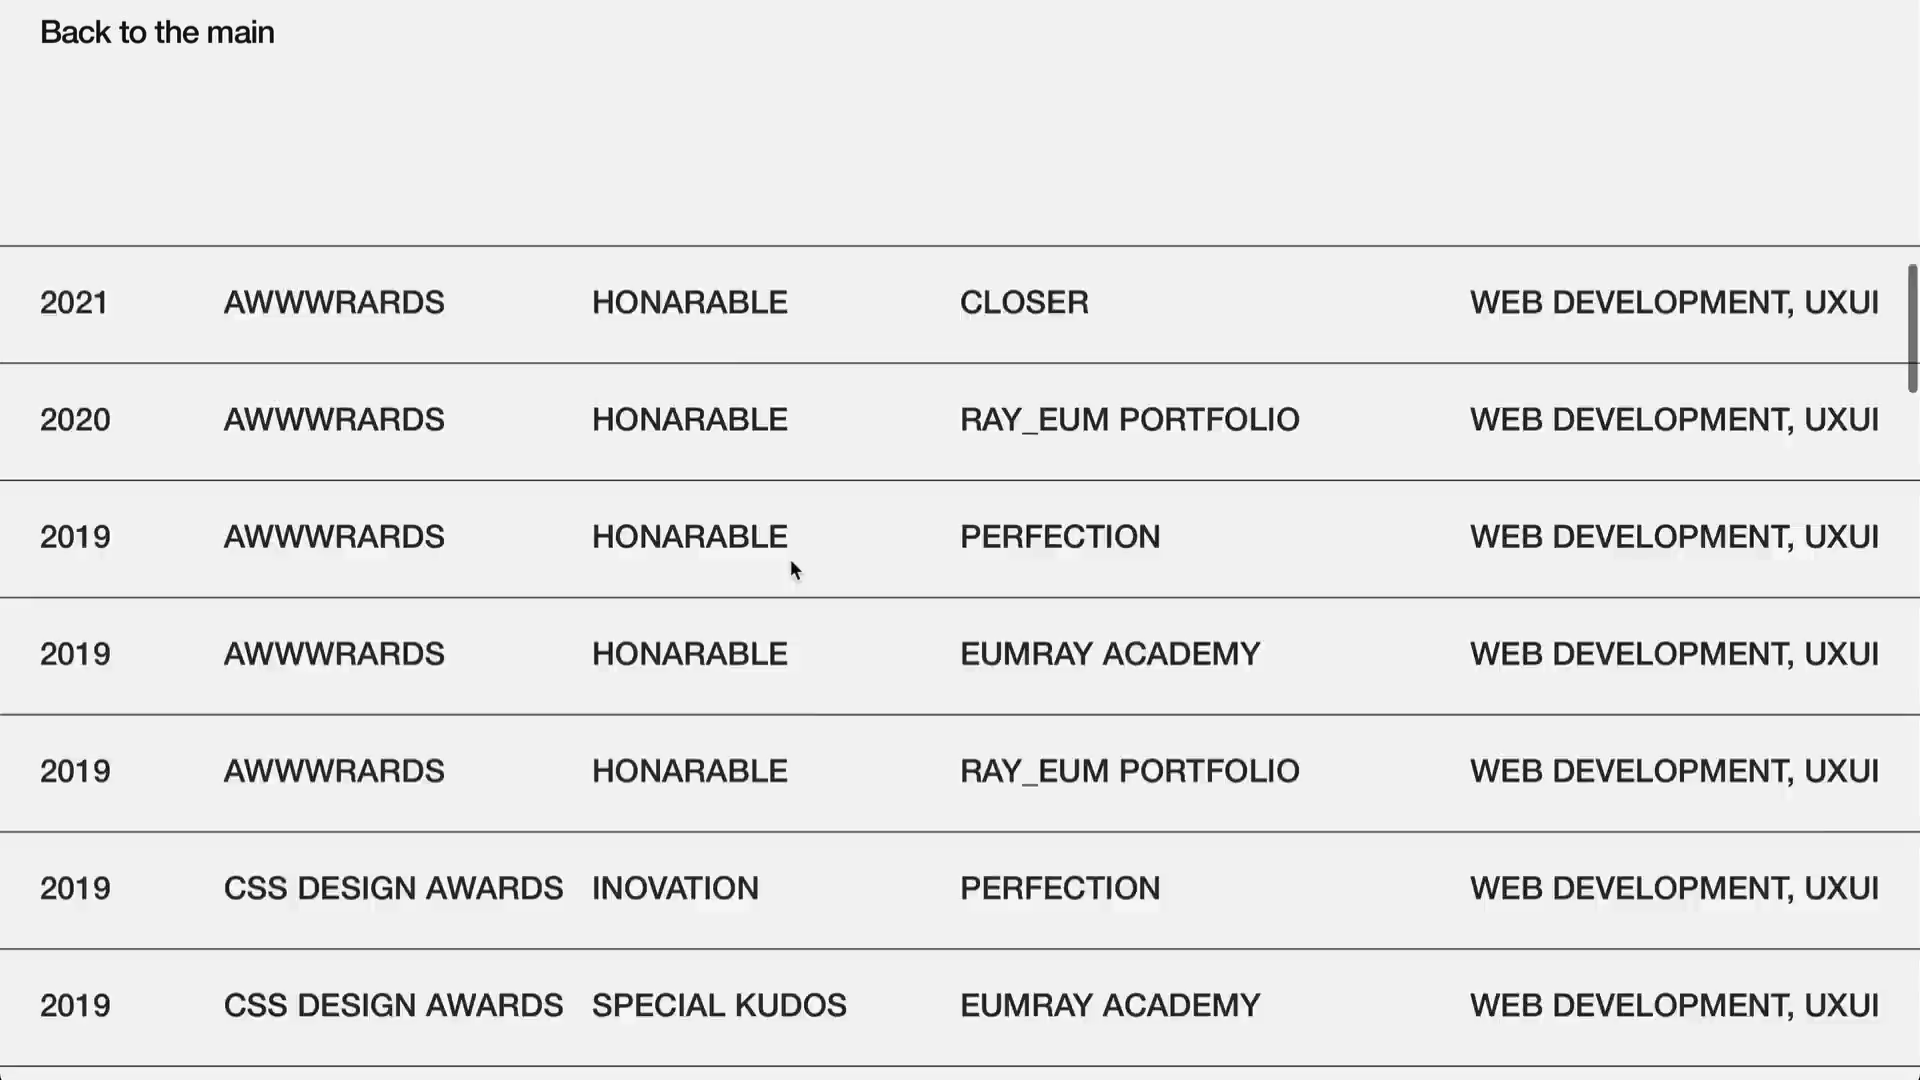 Back to the main
2021 AWWWRARDS HONARABLE CLOSER WEB DEVELOPMENT, UXUI
2020 AWWWRARDS HONARABLE RAY_EUM PORTFOLIO WEB DEVELOPMENT, UXUI
2019 AWWWRARDS HONARABLE PERFECTION WEB DEVELOPMENT, UXUI
2019 AWWWRARDS HONARABLE EUMRAY ACADEMY WEB DEVELOPMENT, UXUI
2019 AWWWRARDS HONARABLE RAY_EUM PORTFOLIO WEB DEVELOPMENT, UXUI
2019 CSS DESIGN AWARDS INOVATION PERFECTION WEB DEVELOPMENT, UXUI
2019 CSS DESIGN AWARDS SPECIAL KUDOS EUMRAY ACADEMY WEB DEVELOPMENT, UXUI